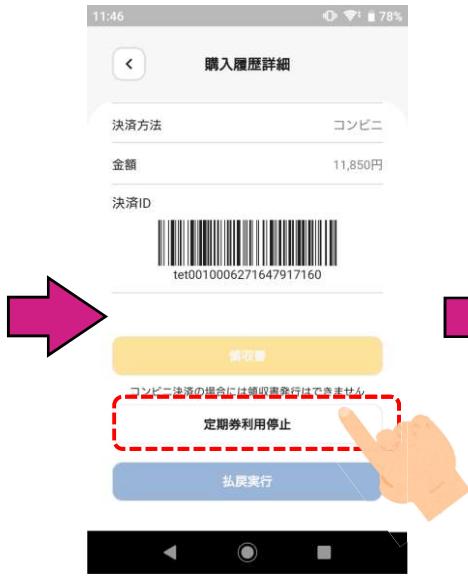 11:46 78%
購入履歴詳細
決済方法 コンビニ
金額 11,850円
決済ID
tet0010006271647917160
領収書
コンビニ決済の場合には領収書発行はできません
定期券利用停止
払戻実行